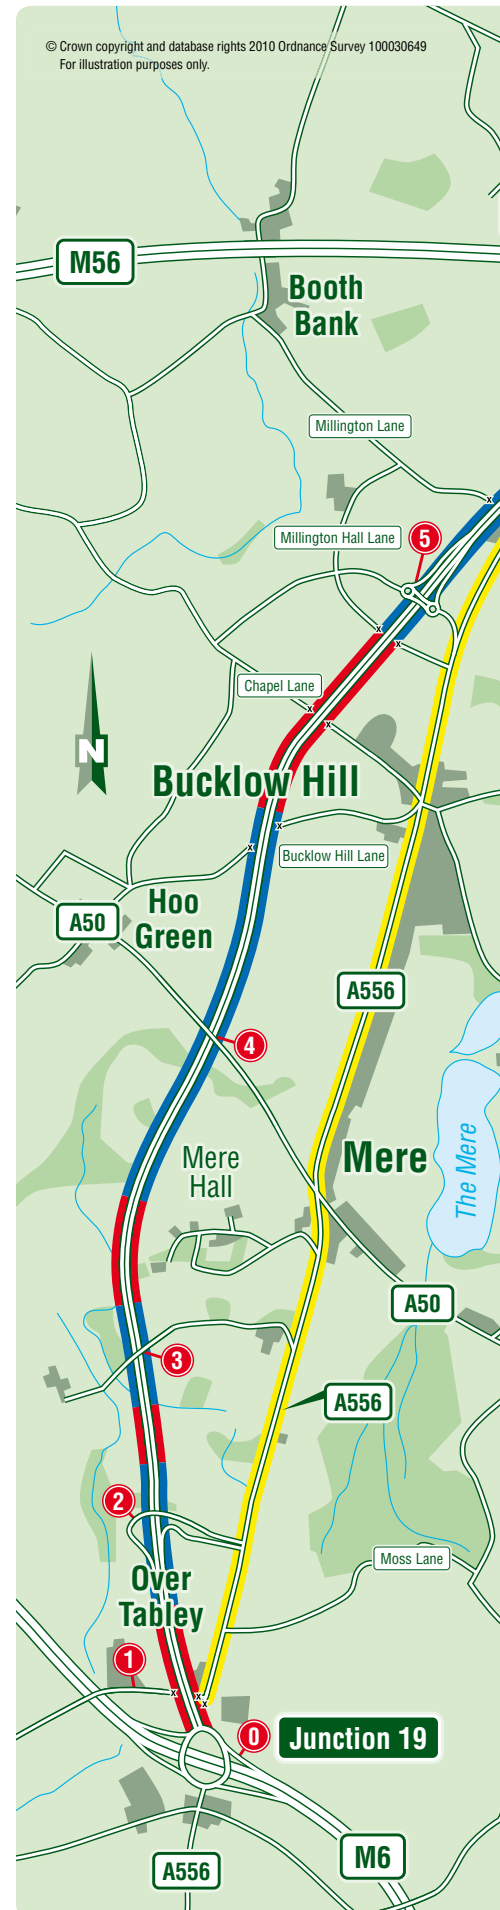 © Crown copyright and database rights 2010 Ordnance Survey 100030649
For illustration purposes only.
M56
Booth
Bank
Millington Lane
Millington Hall Lane
5
x
x
x
Chapel Lane
x
x
N
Bucklow Hill
x
x
Bucklow Hill Lane
Hoo
Green
A50
A556
4
Mere
Hall
Mere
The Mere
A50
3
A556
2
Moss Lane
Over
Tabley
1
x
x
x
0
Junction 19
M6
A556